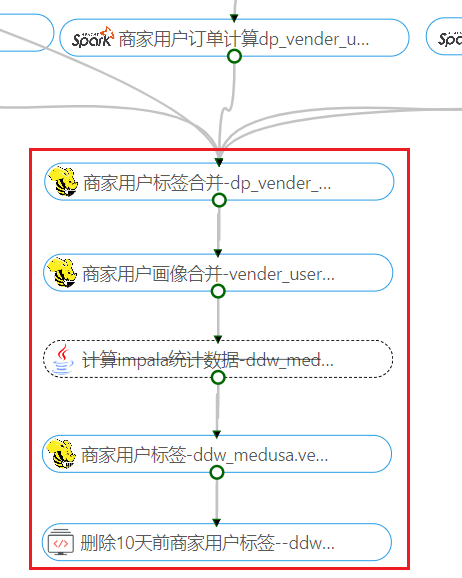 APACHE Spark 商家用户订单计算dp_vender_u...
Spa
商家用户标签合并-dp_vender_...
商家用户画像合并-vender_user...
计算impala统计数据-ddw_med...
商家用户标签-ddw_medusa.ve...
删除10天前商家用户标签--ddw...